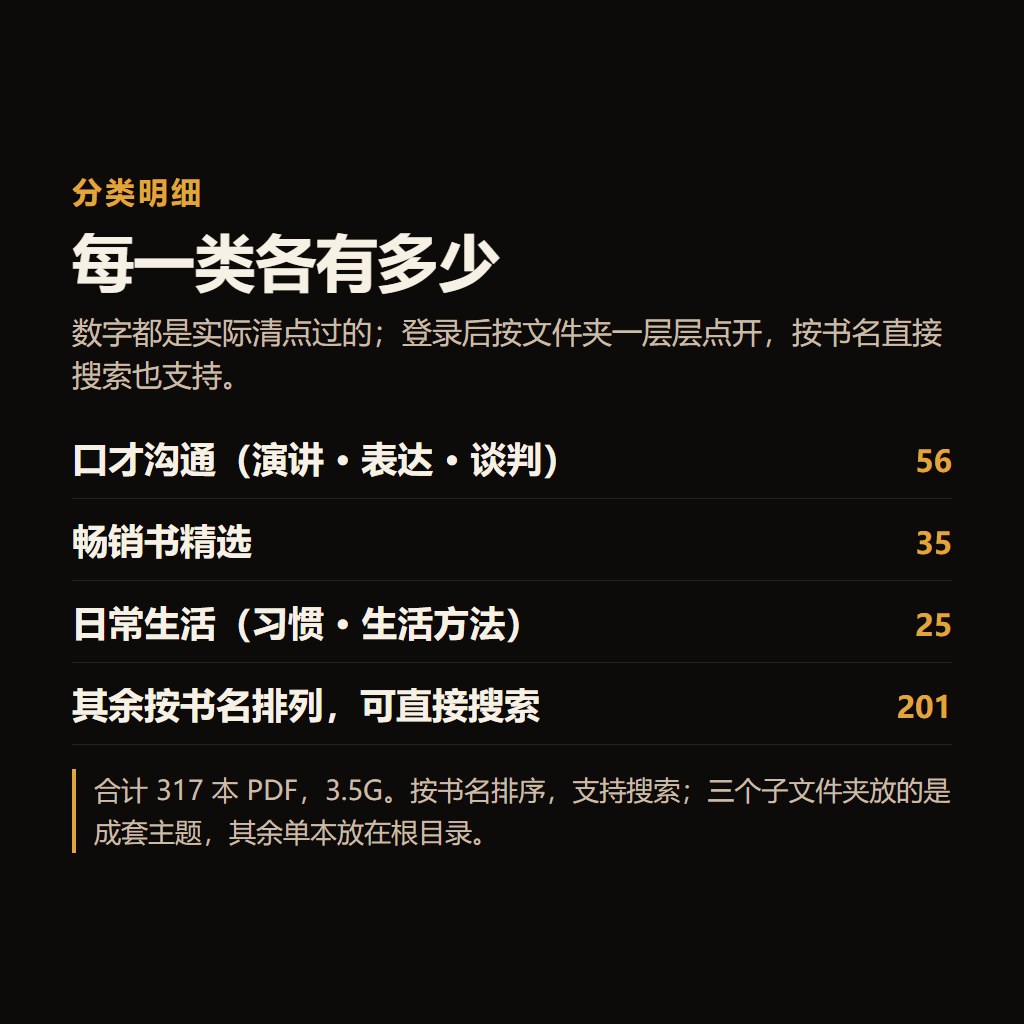 分类明细
每一类各有多少
数字都是实际清点过的；登录后按文件夹一层层点开，按书名直接
搜索也支持。
口才沟通（演讲・表达・谈判） 56
畅销书精选 35
日常生活（习惯・生活方法） 25
其余按书名排列，可直接搜索 201
合计 317 本 PDF，3.5G。按书名排序，支持搜索；三个子文件夹放的是
成套主题，其余单本放在根目录。